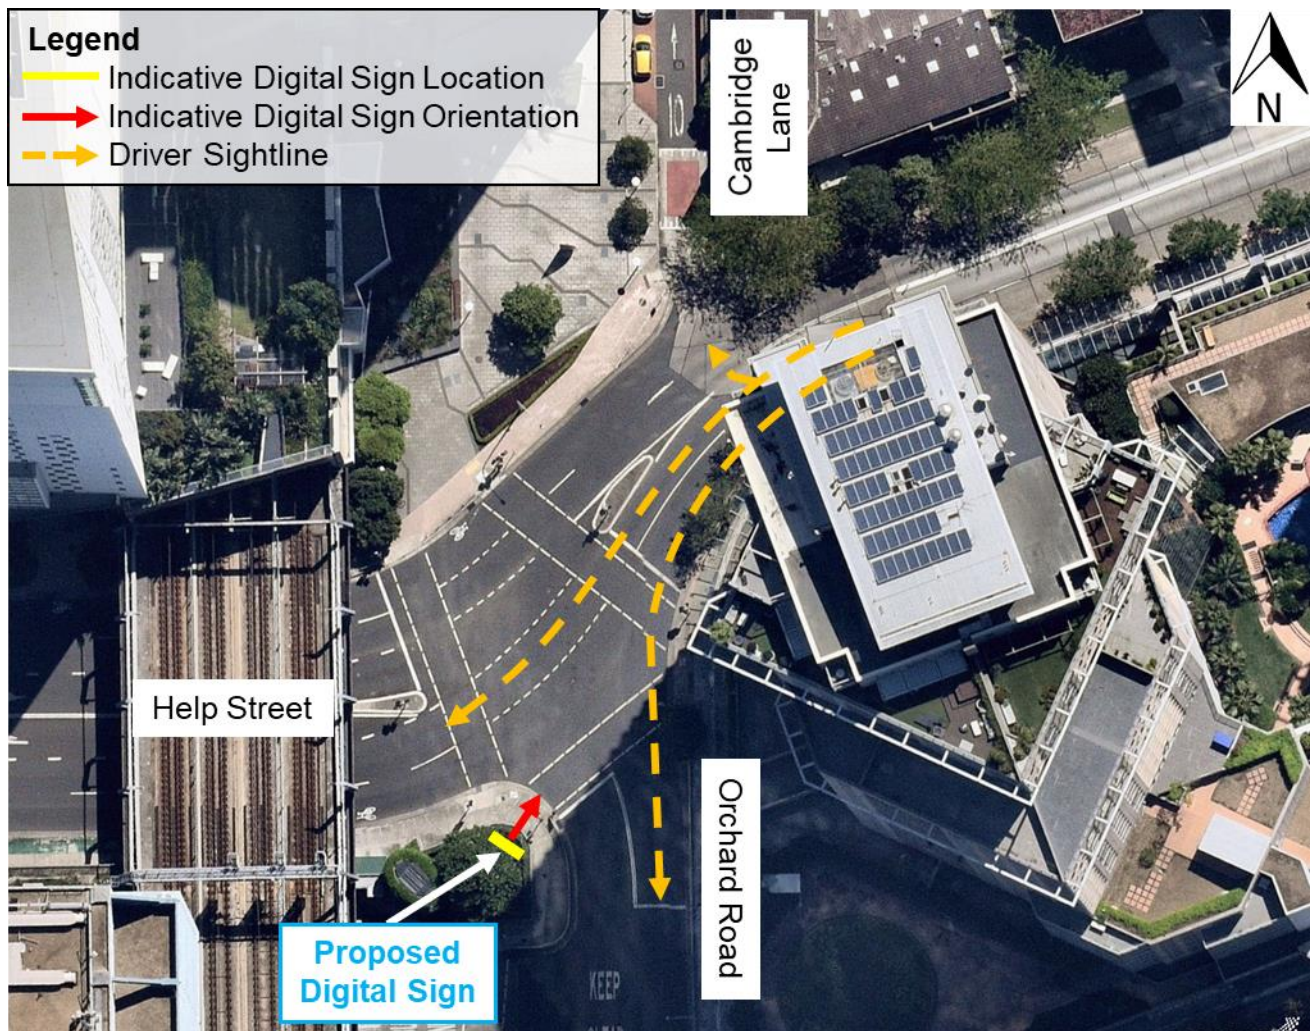 Legend
Indicative Digital Sign Location
Indicative Digital Sign Orientation
Driver Sightline
N
Cambridge
Lane
Help Street
Orchard Road
Proposed
Digital Sign
KEEP
CLEAR